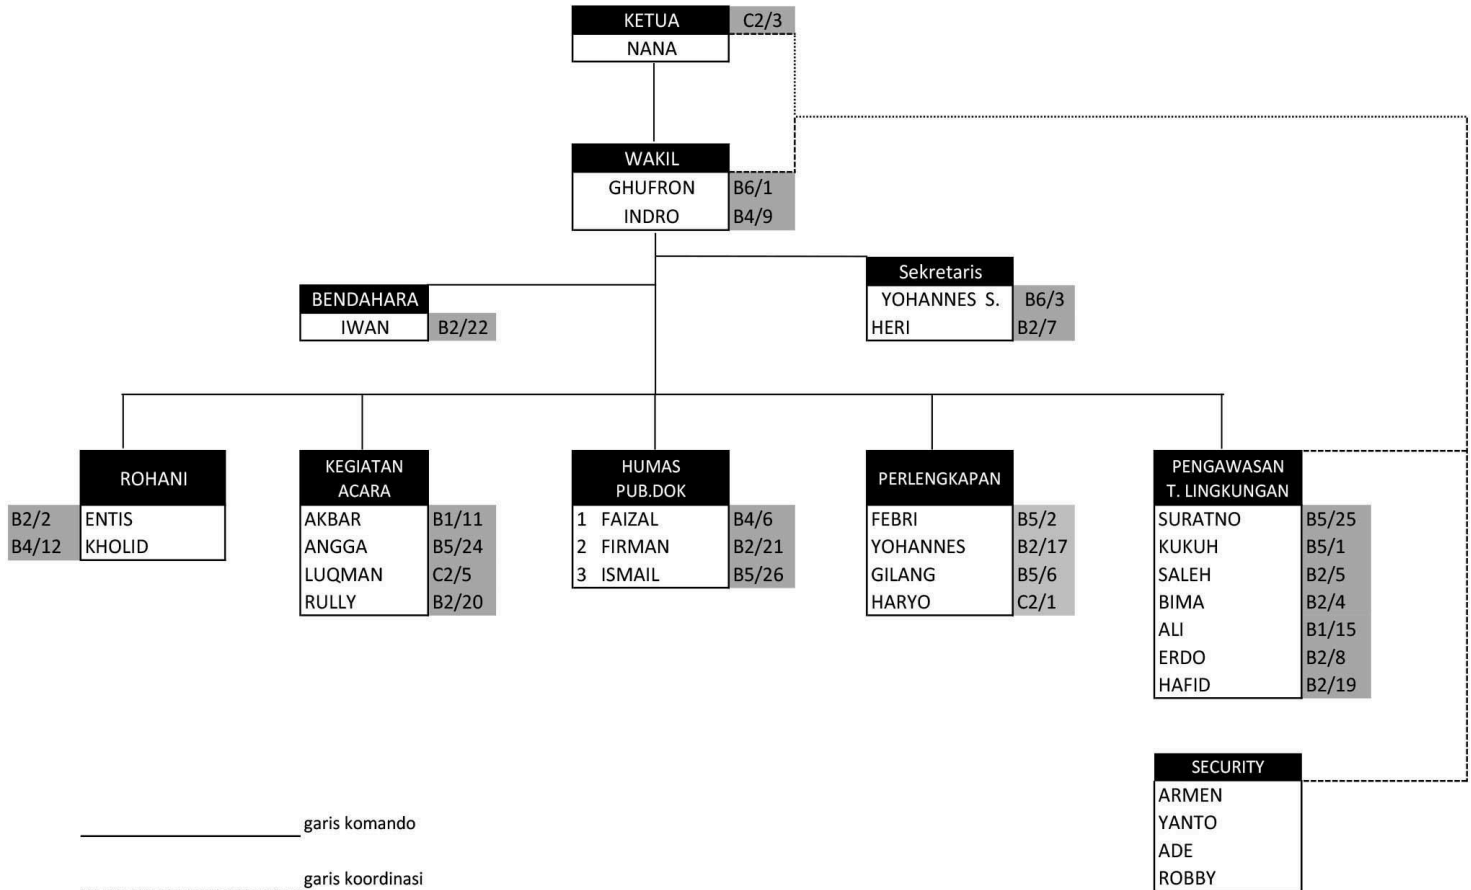 KETUA C2/3
NANA
WAKIL
GHUFRON B6/1
INDRO B4/9
Sekretaris
YOHANNES S. B6/3
HERI B2/7
BENDAHARA
IWAN B2/22
ROHANI
B2/2 ENTIS
B4/12 KHOLID
KEGIATAN
ACARA
AKBAR B1/11
ANGGA B5/24
LUQMAN C2/5
RULLY B2/20
HUMAS
PUB.DOK
1 FAIZAL B4/6
2 FIRMAN B2/21
3 ISMAIL B5/26
PERLENGKAPAN
FEBRI B5/2
YOHANNES B2/17
GILANG B5/6
HARYO C2/1
PENGAWASAN
T. LINGKUNGAN
SURATNO B5/25
KUKUH B5/1
SALEH B2/5
BIMA B2/4
ALI B1/15
ERDO B2/8
HAFID B2/19
SECURITY
ARMEN
YANTO
ADE
ROBBY
garis komando
garis koordinasi